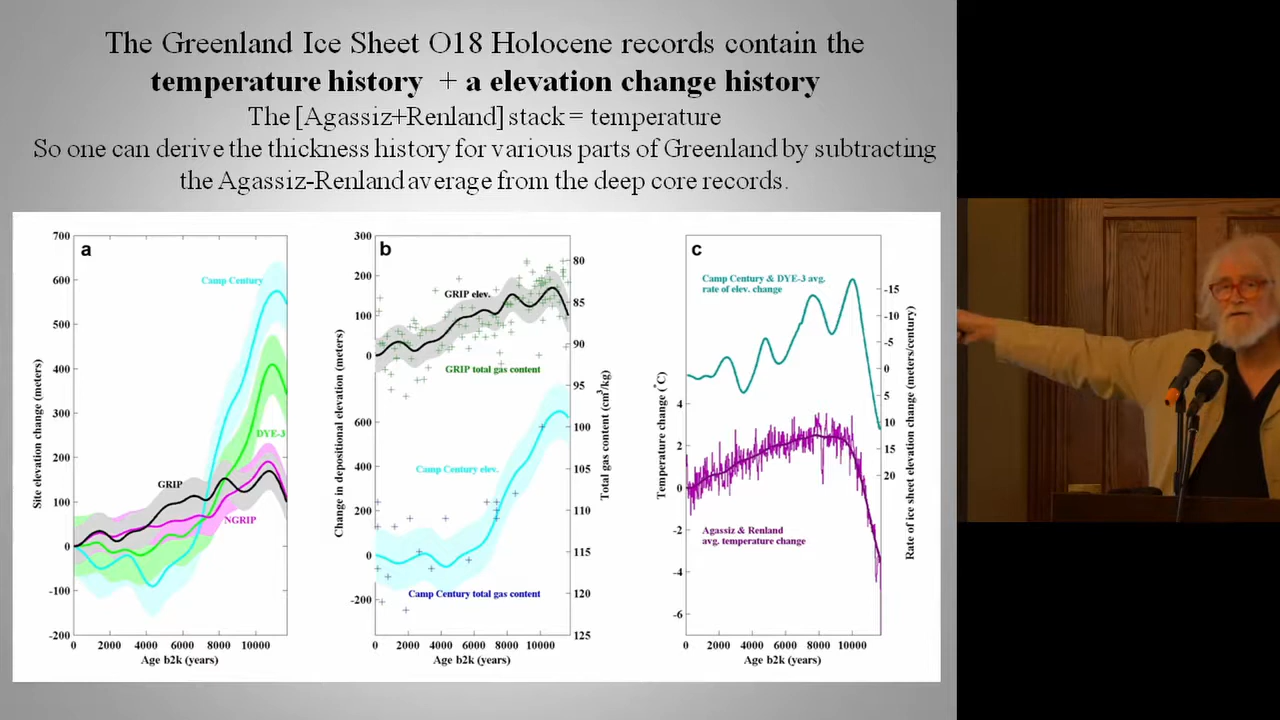 The Greenland Ice Sheet O18 Holocene records contain the
temperature history + a elevation change history
The [Agassiz+Renland] stack = temperature
So one can derive the thickness history for various parts of Greenland by subtracting
the Agassiz-Renland average from the deep core records.
a
700
600
500
400
300
200
100
0
-100
-200
Site elevation change (meters)
Camp Century
DYE-3
GRIP
NGRIP
0 2000 4000 6000 8000 10000
Age b2k (years)
b
300
200
100
0
600
400
200
0
-200
Change in depositional elevation (meters)
GRIP elev.
GRIP total gas content
Camp Century elev.
Camp Century total gas content
80
85
90
95
100
105
110
115
120
125
Total gas content (cm3/kg)
0 2000 4000 6000 8000 10000
Age b2k (years)
c
Camp Century & DYE-3 avg.
rate of elev. change
4
2
0
-2
-4
-6
Temperature change (°C)
Agassiz & Renland
avg. temperature change
-15
-10
-5
0
5
10
15
20
Rate of ice sheet elevation change (meters/century)
0 2000 4000 6000 8000 10000
Age b2k (years)